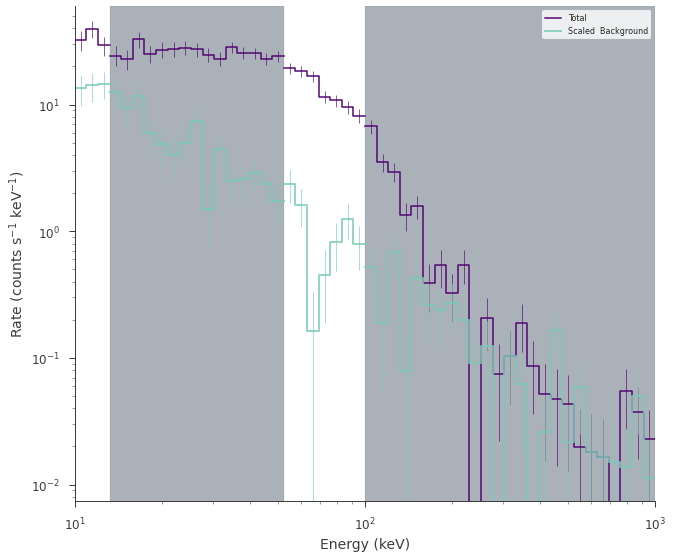 Total
Scaled Background
Rate (counts s⁻¹ keV⁻¹)
10¹
10⁰
10⁻¹
10⁻²
10¹
10²
10³
Energy (keV)